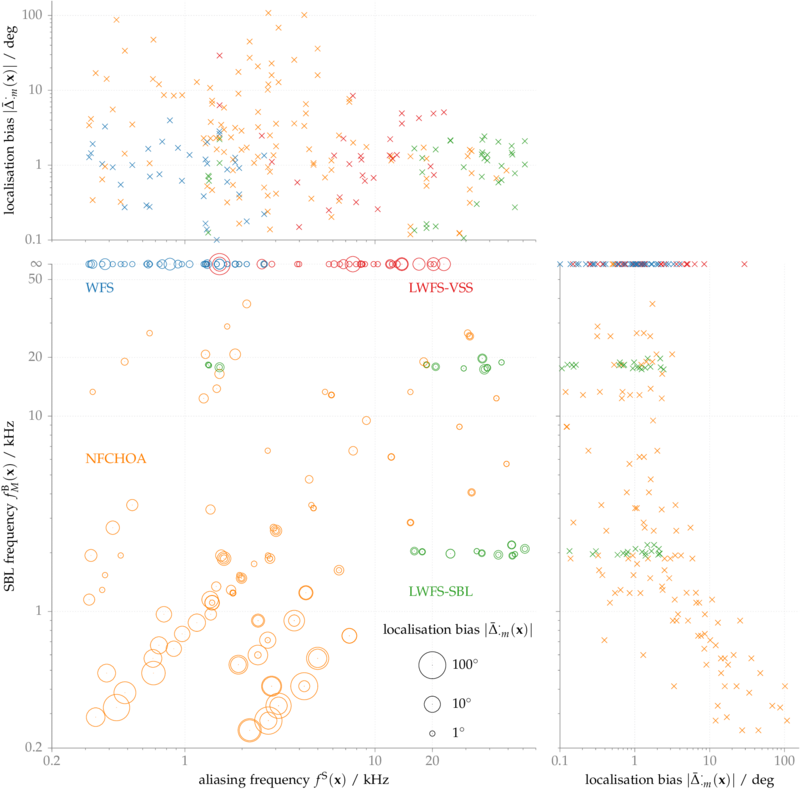 localisation bias |Δ̄·m(x)| / deg
100
10
1
0.1
∞
50
20
10
1
0.2
SBL frequency f_M^B(x) / kHz
WFS
LWFS-VSS
NFCHOA
LWFS-SBL
localisation bias |Δ̄·m(x)|
100°
10°
1°
0.2
1
10
20
aliasing frequency f^S(x) / kHz
0.1
1
10
100
localisation bias |Δ̄·m(x)| / deg